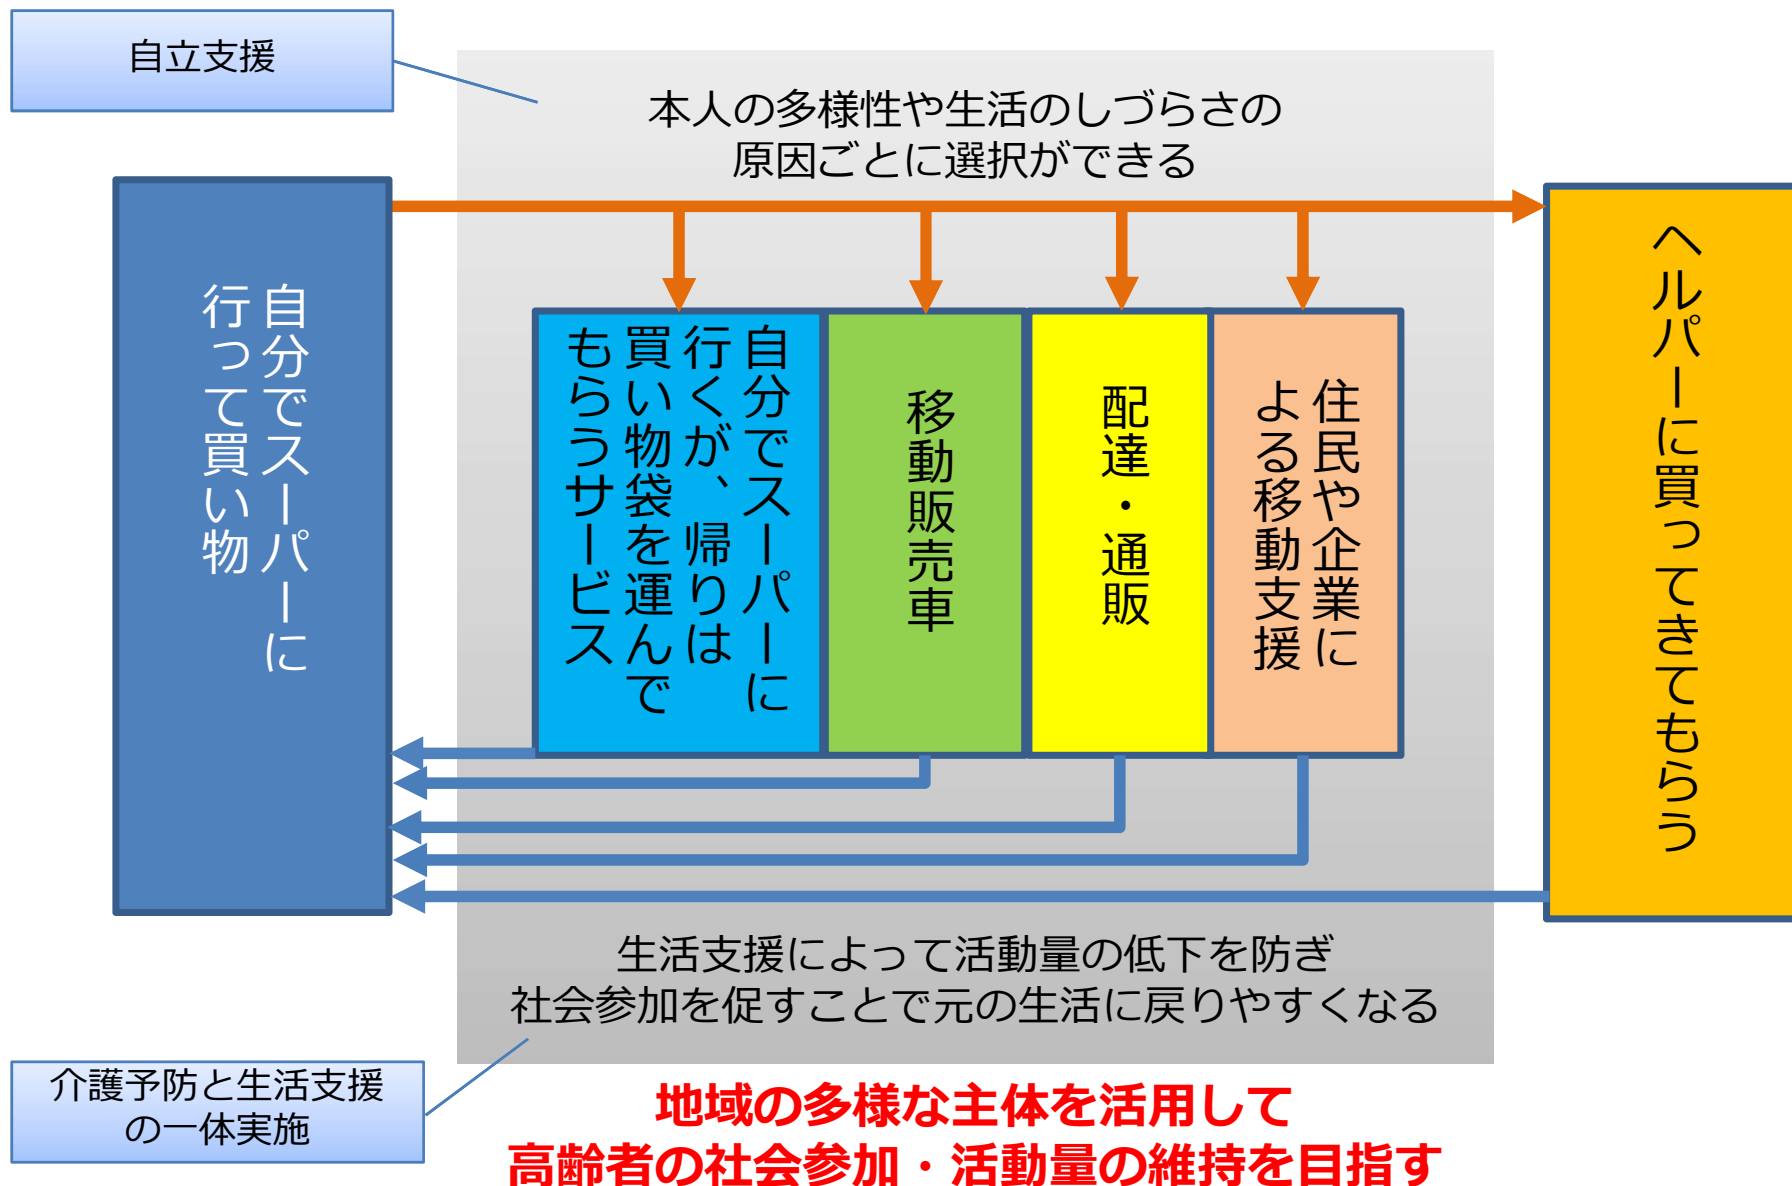 自立支援
本人の多様性や生活のしづらさの
原因ごとに選択ができる
自分でスーパーに
行って買い物
自分でスーパーに
行くが、帰りは
買い物袋を運んで
もらうサービス
移動販売車
配達・通販
住民や企業に
よる移動支援
ヘルパーに買ってきてもらう
生活支援によって活動量の低下を防ぎ
社会参加を促すことで元の生活に戻りやすくなる
介護予防と生活支援
の一体実施
地域の多様な主体を活用して
高齢者の社会参加・活動量の維持を目指す